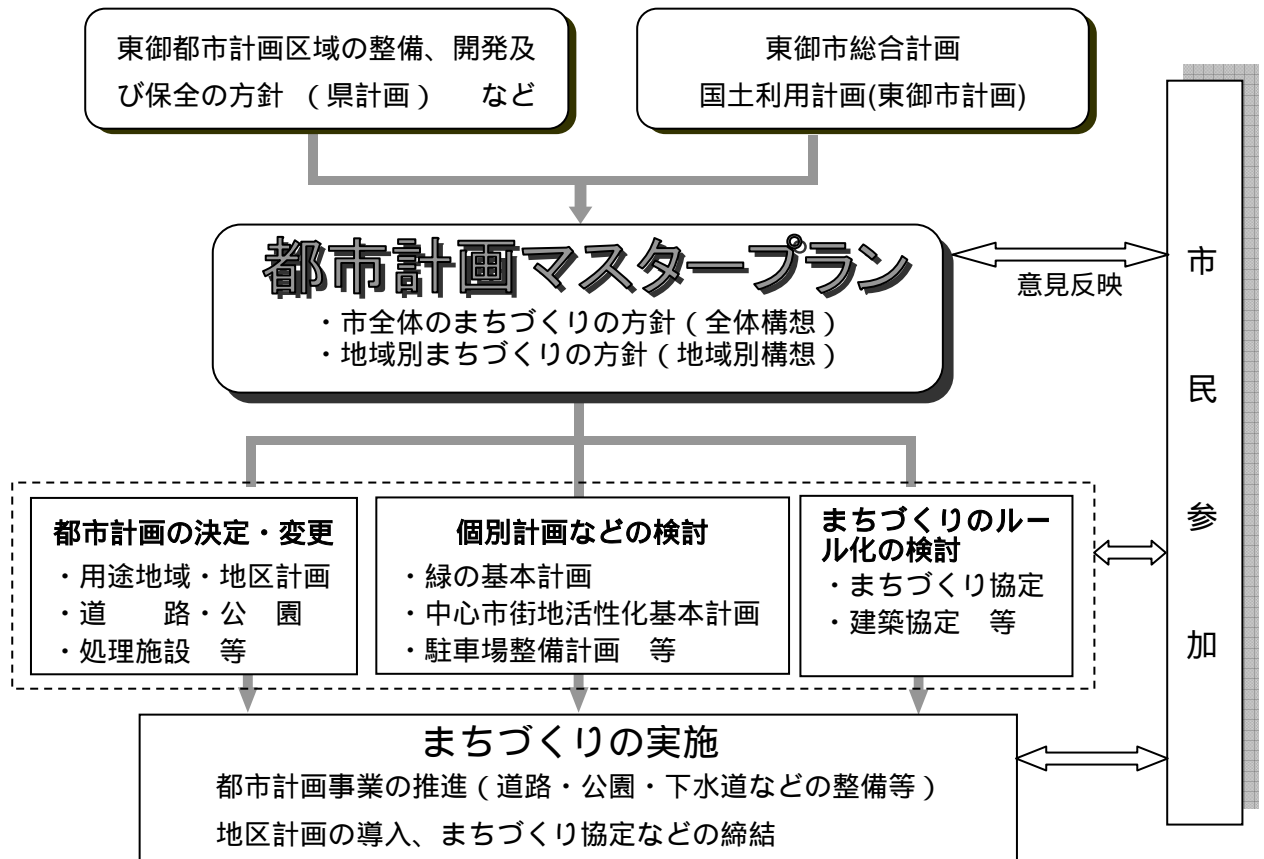 東御都市計画区域の整備、開発及
び保全の方針 （県計画） など
東御市総合計画
国土利用計画(東御市計画)
都市計画マスタープラン
・市全体のまちづくりの方針（全体構想）
・地域別まちづくりの方針（地域別構想）
意見反映
市民参加
都市計画の決定・変更
・用途地域・地区計画
・道　　路・公　園
・処理施設　等
個別計画などの検討
・緑の基本計画
・中心市街地活性化基本計画
・駐車場整備計画　等
まちづくりのルー
ル化の検討
・まちづくり協定
・建築協定　等
まちづくりの実施
都市計画事業の推進（道路・公園・下水道などの整備等）
地区計画の導入、まちづくり協定などの締結